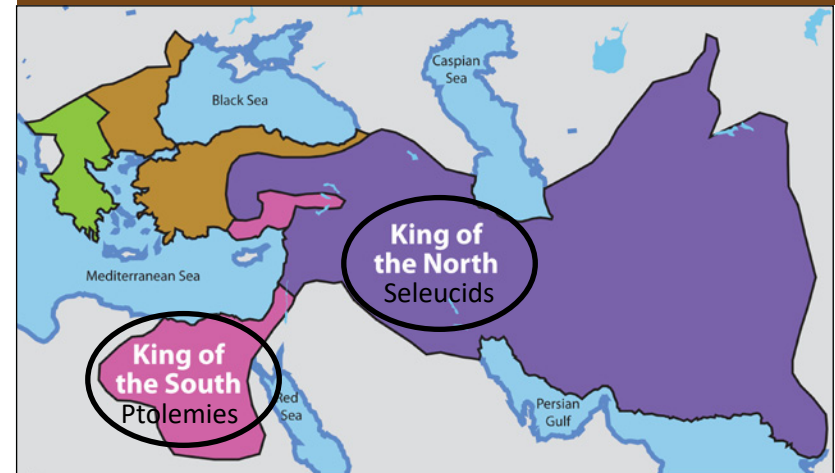 Caspian
Sea
Black Sea
King of
the North
Seleucids
Mediterranean Sea
King of
the South
Ptolemies
Red
Sea
Persian
Gulf